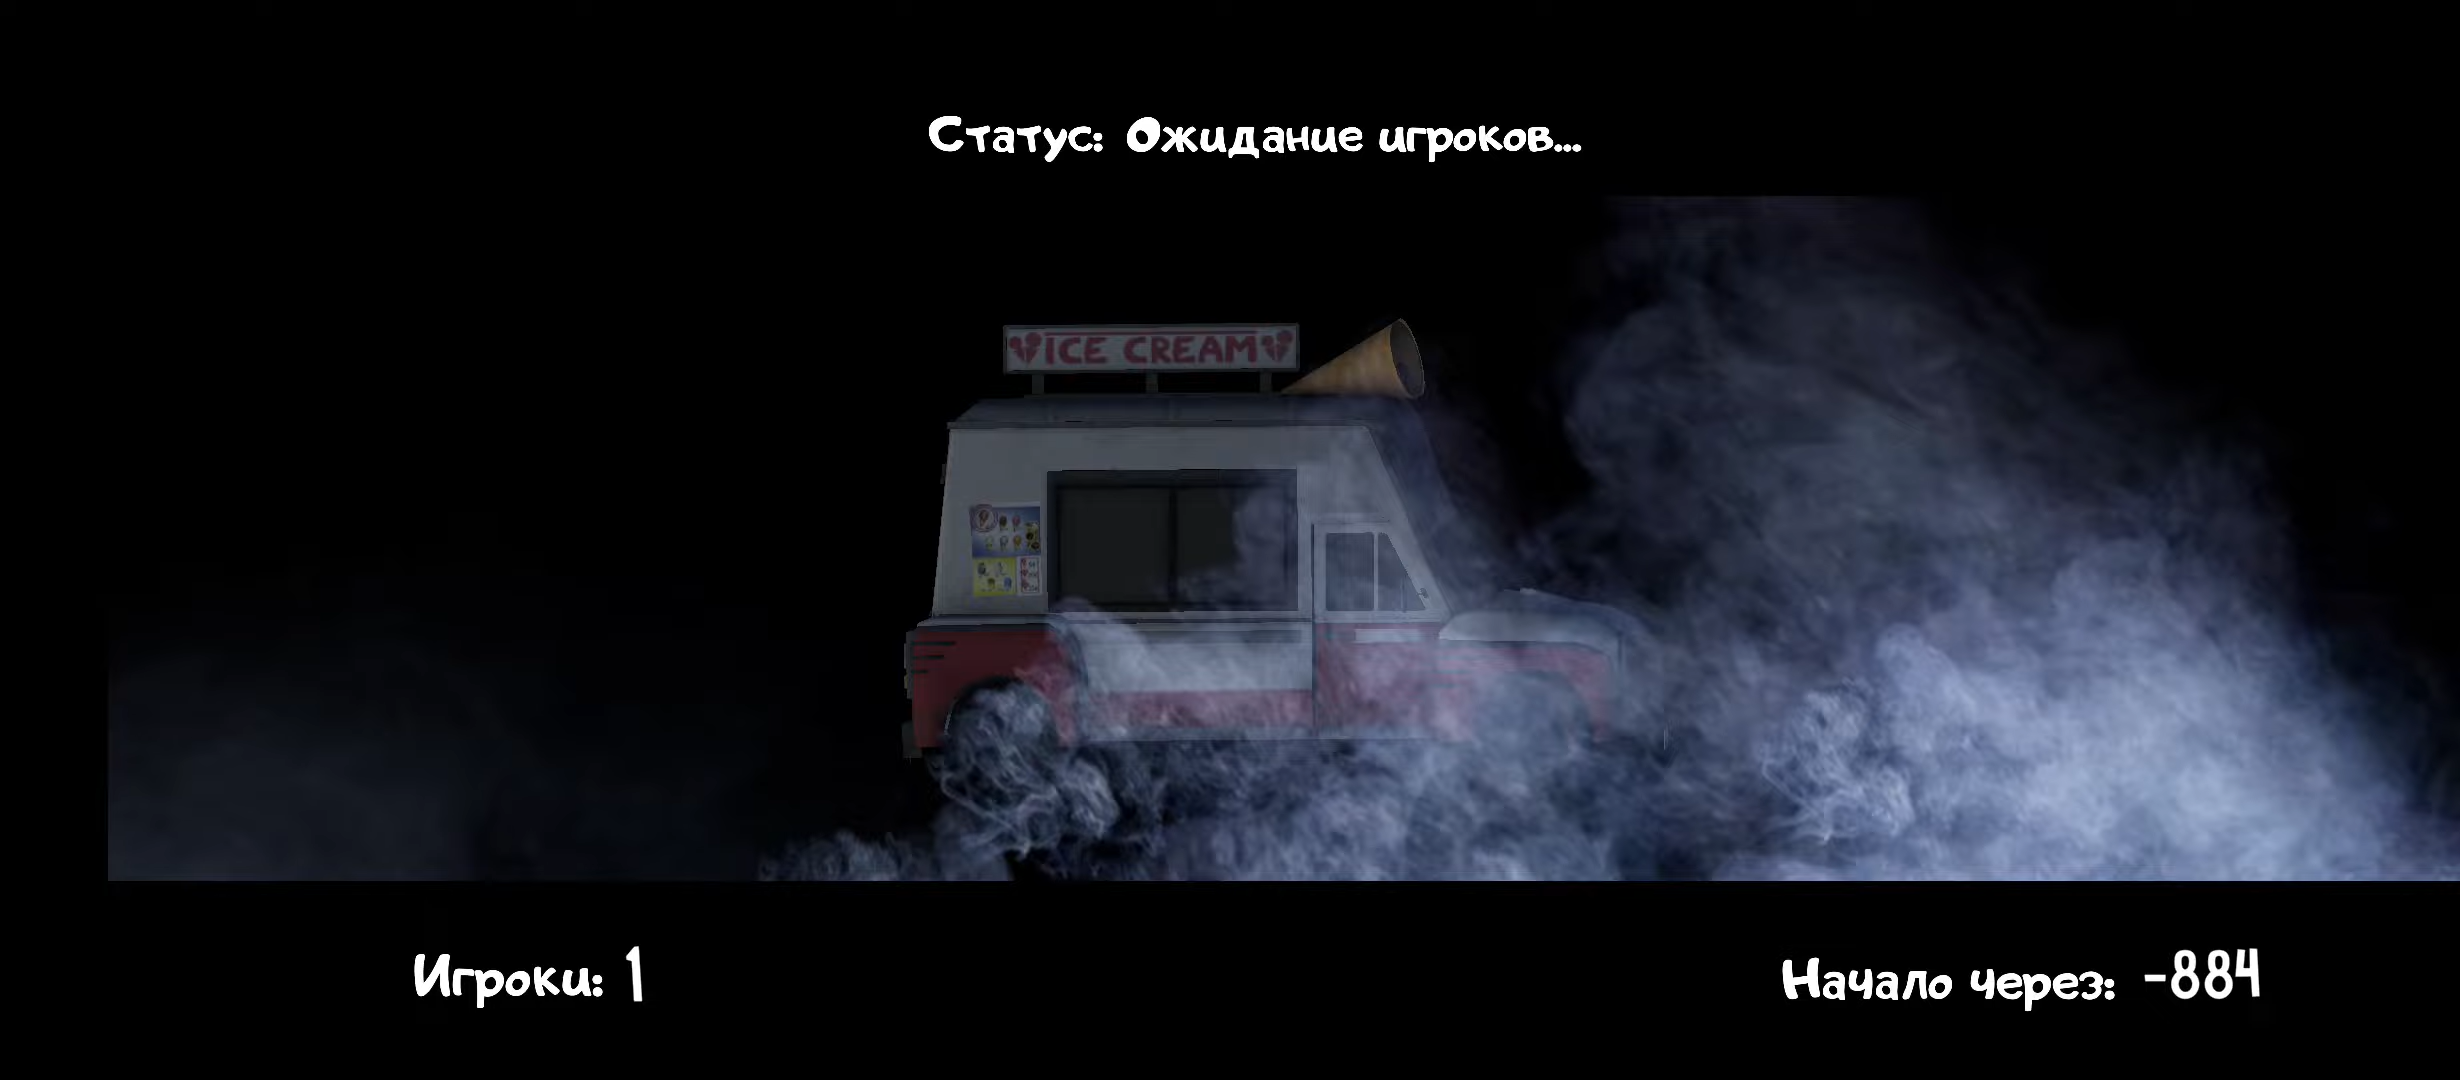 Статус: Ожидание игроков...
ICE CREAM
Игроки: 1
Начало через: -884